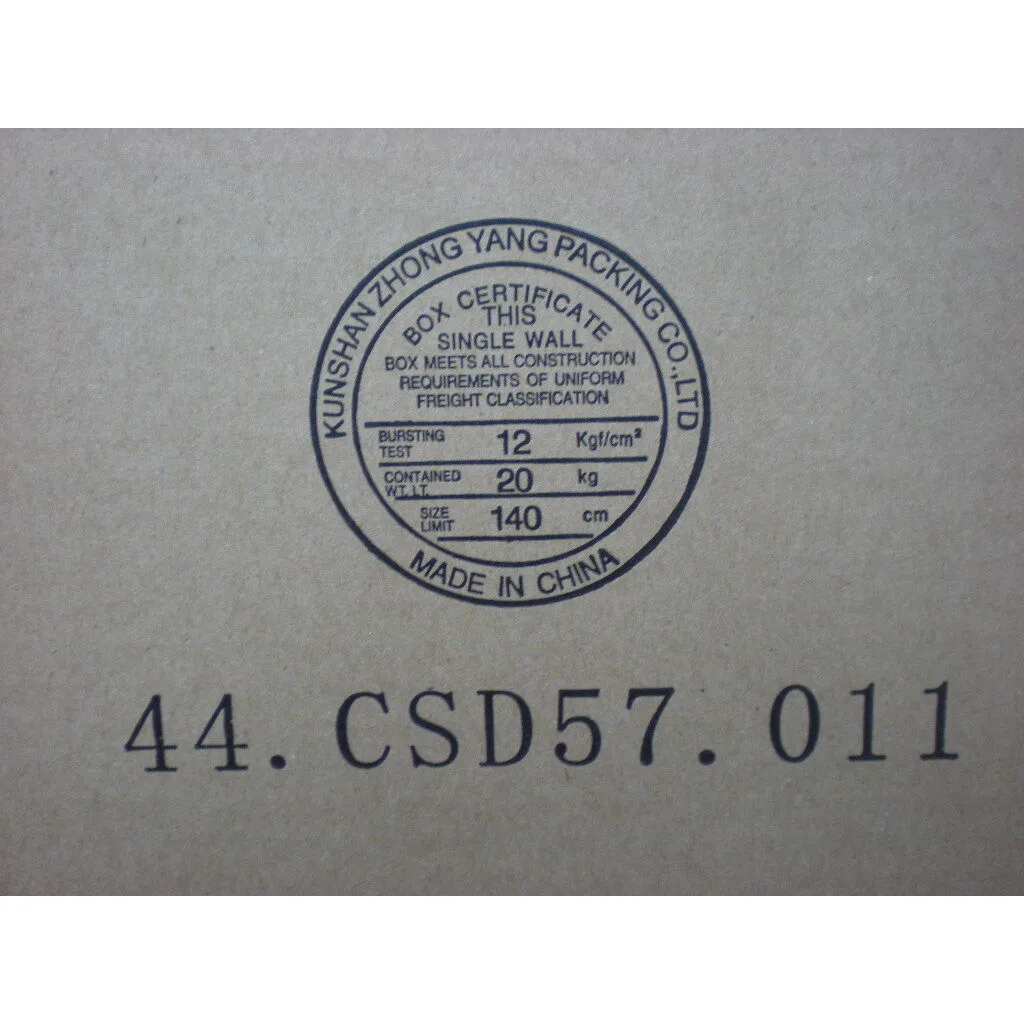 KUNSHAN ZHONG YANG PACKING CO.,LTD
BOX CERTIFICATE
THIS
SINGLE WALL
BOX MEETS ALL CONSTRUCTION
REQUIREMENTS OF UNIFORM
FREIGHT CLASSIFICATION
BURSTING TEST 12 Kgf/cm²
CONTAINED WT. LT. 20 kg
SIZE LIMIT 140 cm
MADE IN CHINA
44.CSD57.011